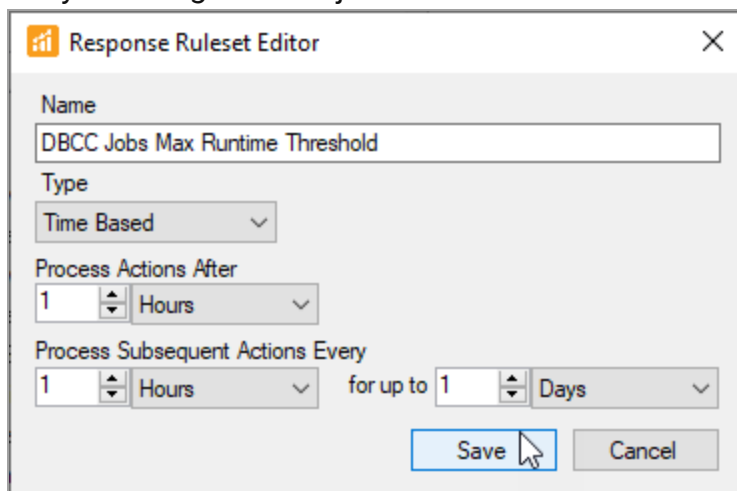 Response Ruleset Editor
Name
DBCC Jobs Max Runtime Threshold
Type
Time Based
Process Actions After
1 Hours
Process Subsequent Actions Every
1 Hours for up to 1 Days
Save Cancel